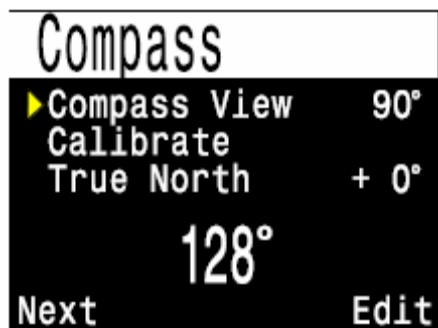 Compass
Compass View 90°
Calibrate
True North + 0°
128°
Next Edit